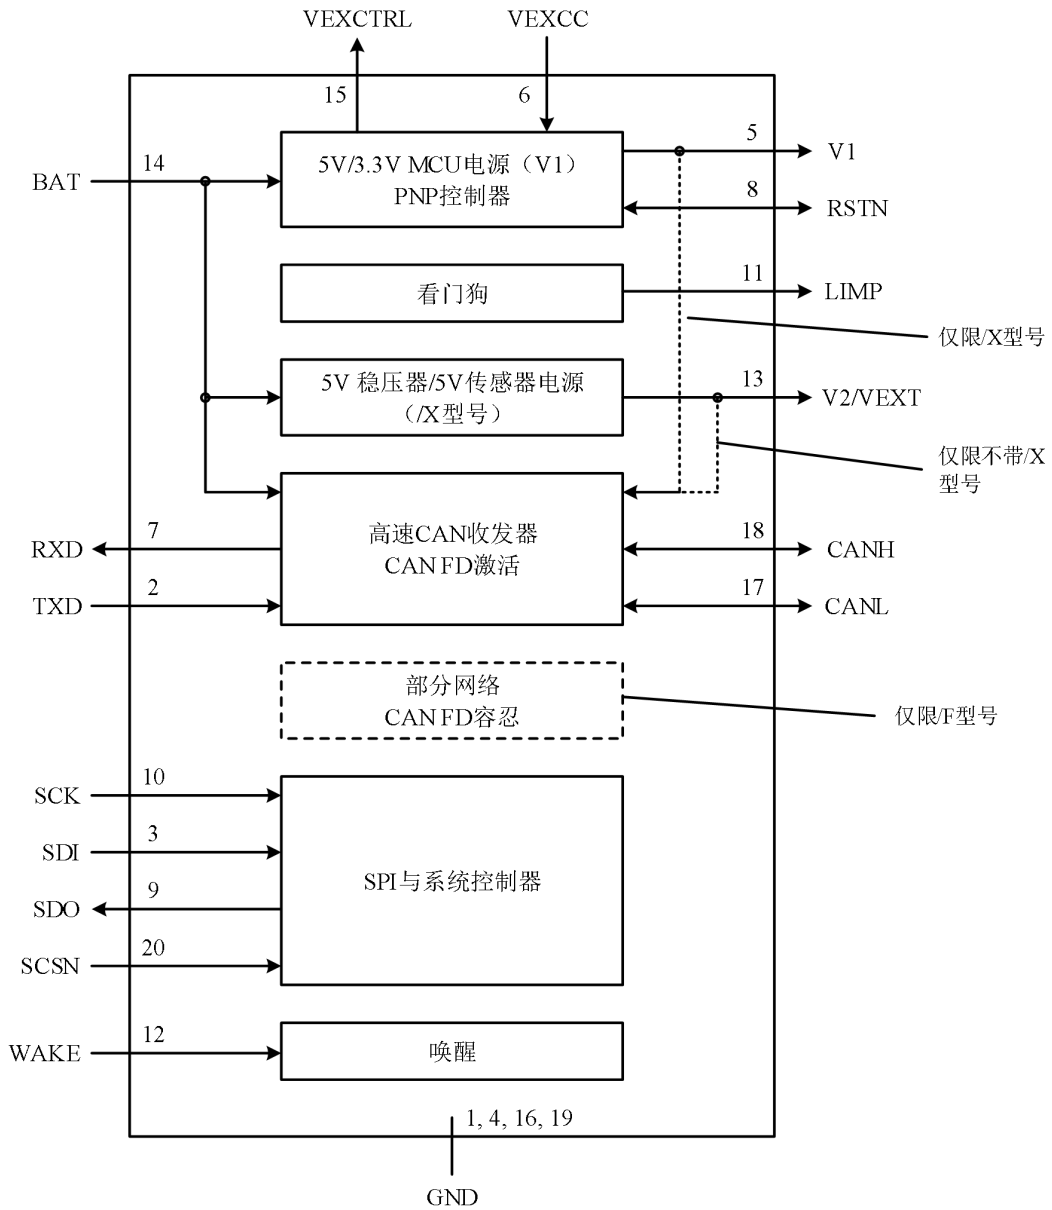 VEXCTRL
VEXCC
15
6
5V/3.3V MCU电源（V1）
PNP控制器
14
BAT
5
V1
8
RSTN
看门狗
11
LIMP
仅限/X型号
5V 稳压器/5V传感器电源
（/X型号）
13
V2/VEXT
仅限不带/X
型号
高速CAN收发器
CAN FD激活
7
RXD
2
TXD
18
CANH
17
CANL
部分网络
CAN FD容忍
仅限/F型号
10
SCK
3
SDI
9
SDO
20
SCSN
SPI与系统控制器
12
WAKE
唤醒
1, 4, 16, 19
GND